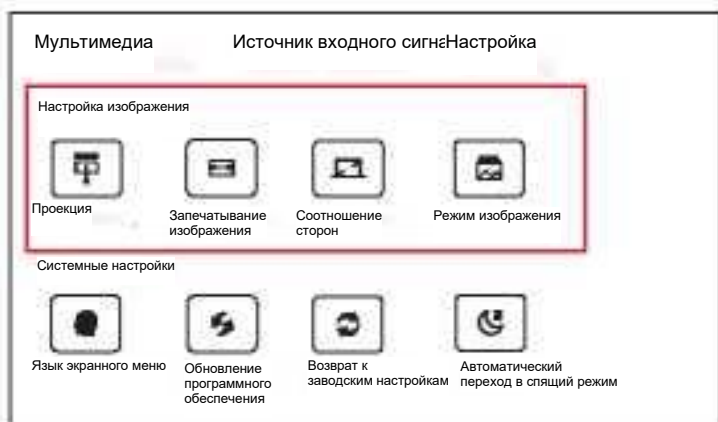 Мультимедиа Источник входного сигна Настройка
Настройка изображения
Проекция
Запечатывание
изображения
Соотношение
сторон
Режим изображения
Системные настройки
Язык экранного меню
Обновление
программного
обеспечения
Возврат к
заводским настройкам
Автоматический
переход в спящий режим